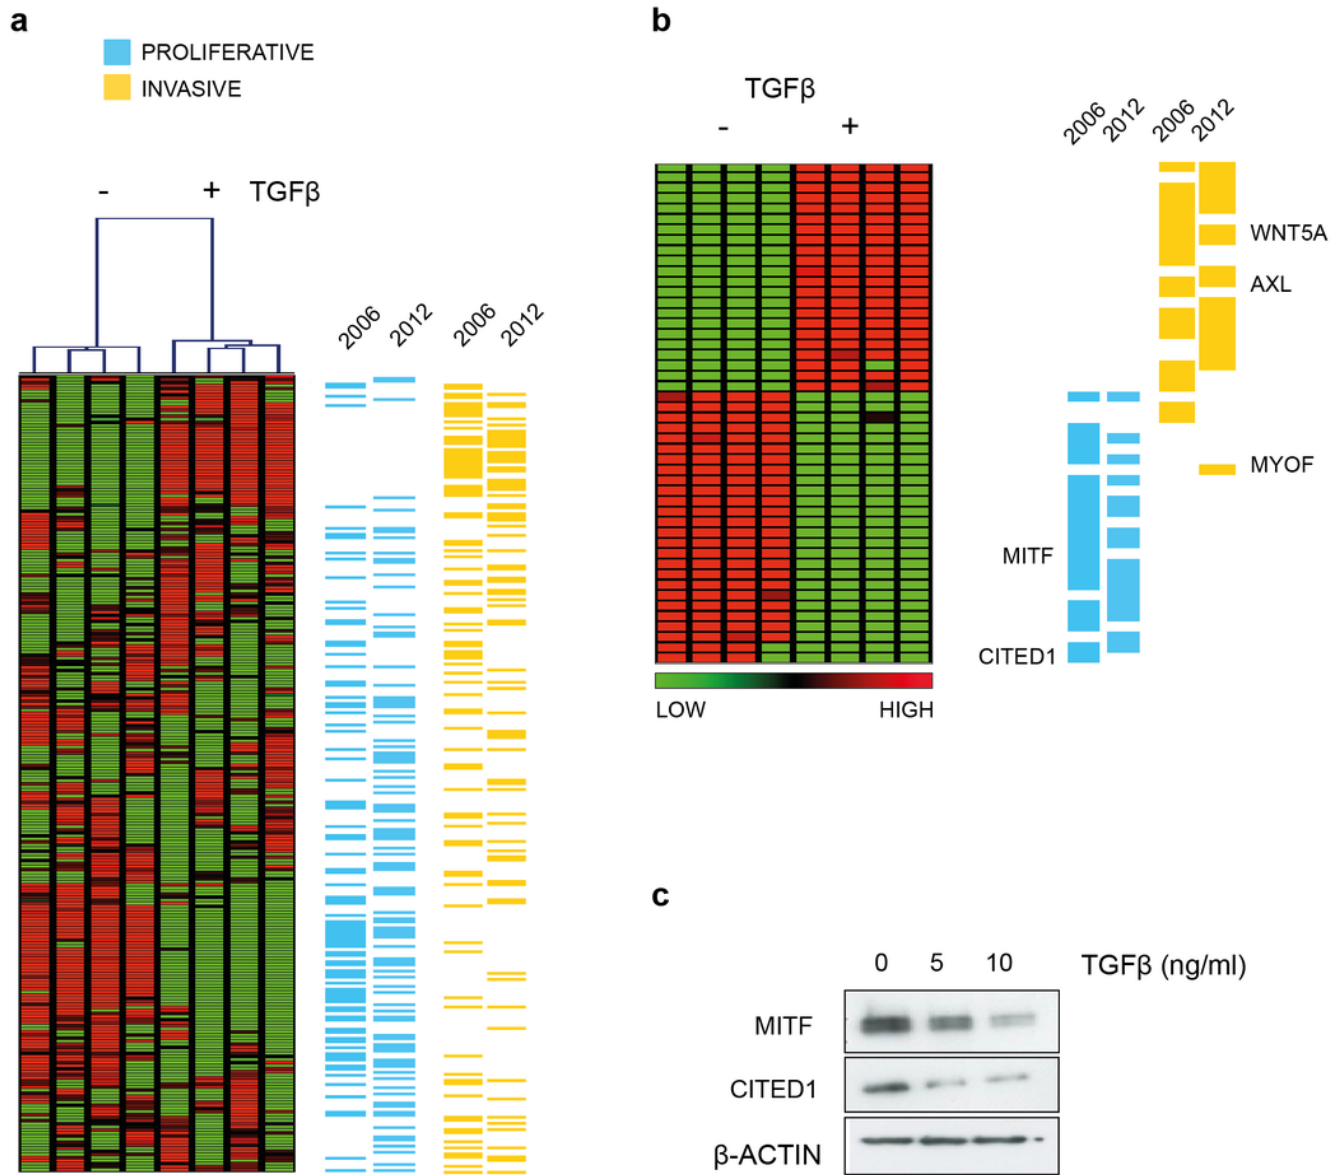 a
PROLIFERATIVE
INVASIVE
- + TGFβ
2006 2012 2006 2012
b
TGFβ
- +
2006 2012 2006 2012
WNT5A
AXL
MYOF
MITF
CITED1
LOW HIGH
c
0 5 10 TGFβ (ng/ml)
MITF
CITED1
β-ACTIN